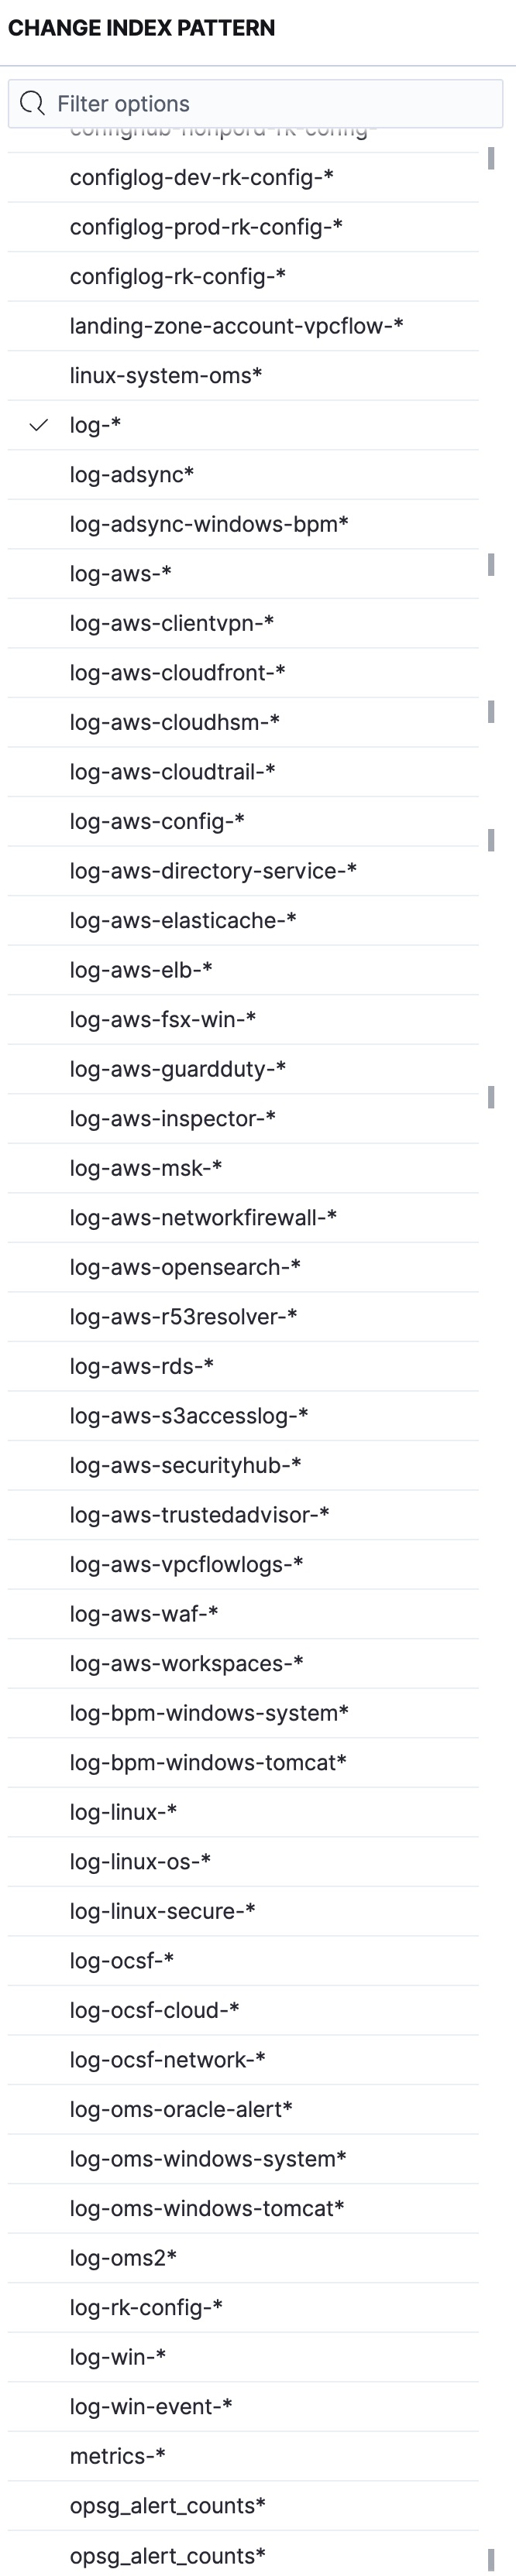 CHANGE INDEX PATTERN
Filter options
configlog-dev-rk-config-*
configlog-prod-rk-config-*
configlog-rk-config-*
landing-zone-account-vpcflow-*
linux-system-oms*
log-*
log-adsync*
log-adsync-windows-bpm*
log-aws-*
log-aws-clientvpn-*
log-aws-cloudfront-*
log-aws-cloudhsm-*
log-aws-cloudtrail-*
log-aws-config-*
log-aws-directory-service-*
log-aws-elasticache-*
log-aws-elb-*
log-aws-fsx-win-*
log-aws-guardduty-*
log-aws-inspector-*
log-aws-msk-*
log-aws-networkfirewall-*
log-aws-opensearch-*
log-aws-r53resolver-*
log-aws-rds-*
log-aws-s3accesslog-*
log-aws-securityhub-*
log-aws-trustedadvisor-*
log-aws-vpcflowlogs-*
log-aws-waf-*
log-aws-workspaces-*
log-bpm-windows-system*
log-bpm-windows-tomcat*
log-linux-*
log-linux-os-*
log-linux-secure-*
log-ocsf-*
log-ocsf-cloud-*
log-ocsf-network-*
log-oms-oracle-alert*
log-oms-windows-system*
log-oms-windows-tomcat*
log-oms2*
log-rk-config-*
log-win-*
log-win-event-*
metrics-*
opsg_alert_counts*
opsg_alert_counts*